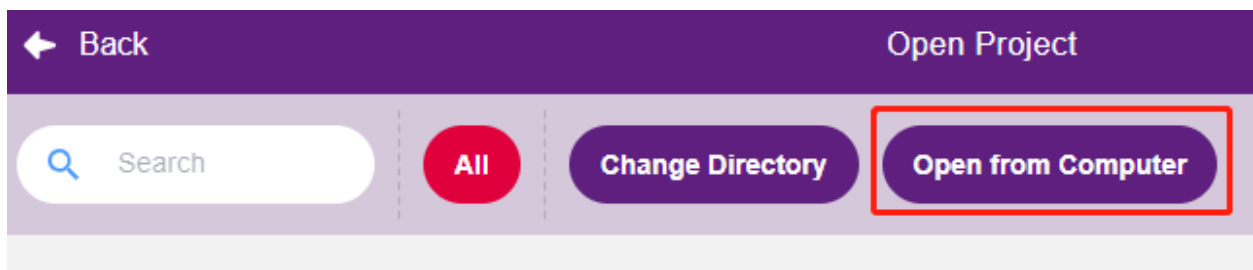 Back
Open Project
Search
All
Change Directory
Open from Computer